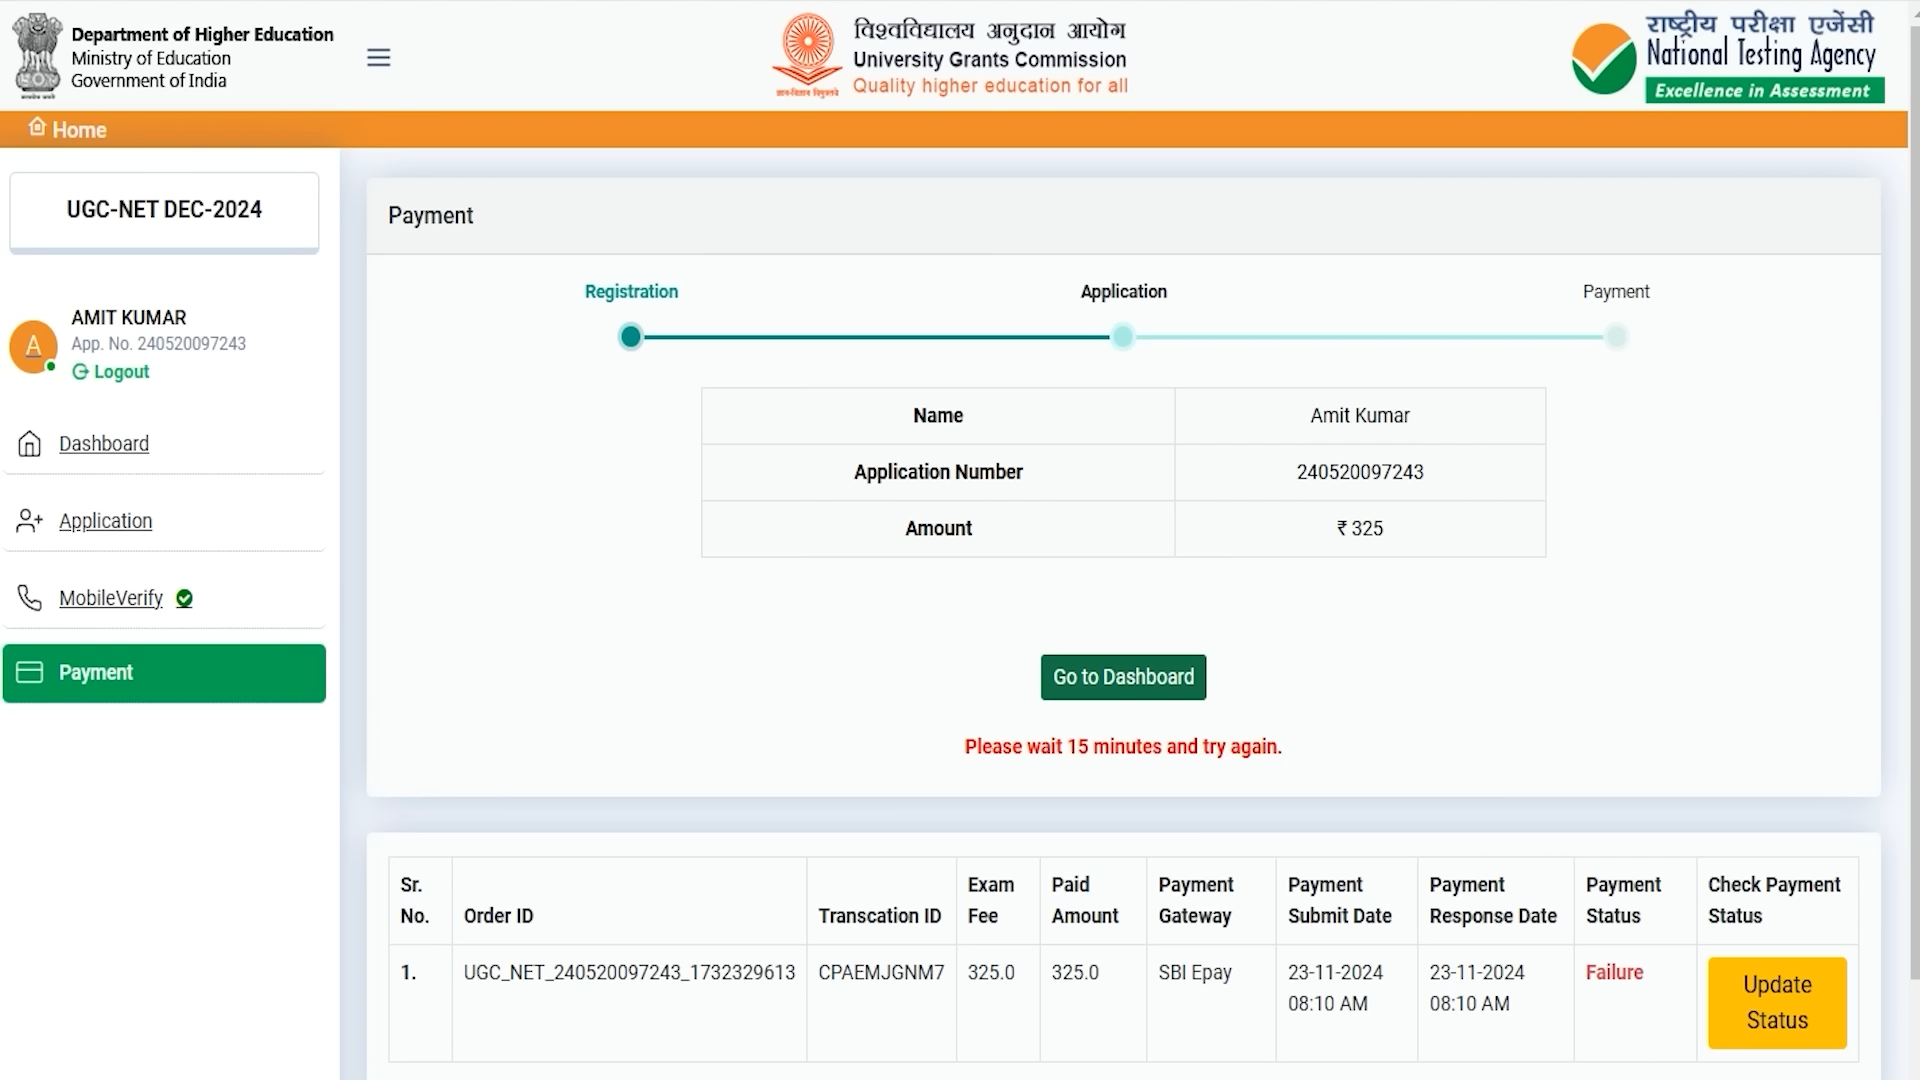 Department of Higher Education
Ministry of Education
Government of India
विश्वविद्यालय अनुदान आयोग
University Grants Commission
Quality higher education for all
ज्ञान-विज्ञान विमुक्तये
राष्ट्रीय परीक्षा एजेंसी
National Testing Agency
Excellence in Assessment
Home
UGC-NET DEC-2024
A
AMIT KUMAR
App. No. 240520097243
Logout
Dashboard
Application
MobileVerify
Payment
Payment
Registration Application Payment
Name Amit Kumar
Application Number 240520097243
Amount ₹ 325
Go to Dashboard
Please wait 15 minutes and try again.
Sr. No. Order ID Transcation ID Exam Fee Paid Amount Payment Gateway Payment Submit Date Payment Response Date Payment Status Check Payment Status
1. UGC_NET_240520097243_1732329613 CPAEMJGNM7 325.0 325.0 SBI Epay 23-11-2024 08:10 AM 23-11-2024 08:10 AM Failure Update Status